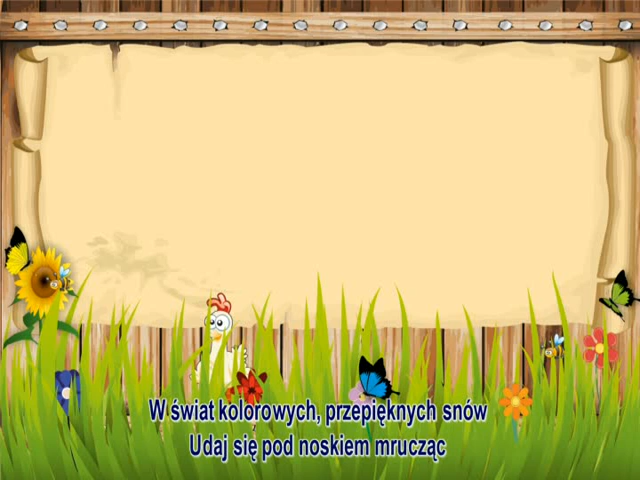 W świat kolorowych, przepięknych snów
Udaj się pod noskiem mrucząc